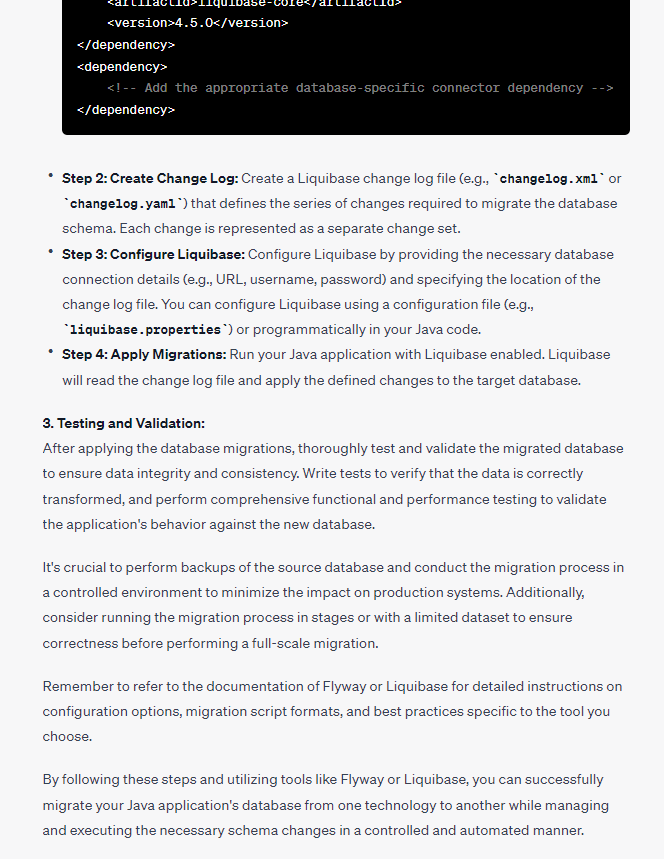 <artifactId>liquibase-core</artifactId>
<version>4.5.0</version>
</dependency>
<dependency>
<!-- Add the appropriate database-specific connector dependency -->
</dependency>
• Step 2: Create Change Log: Create a Liquibase change log file (e.g., `changelog.xml` or
`changelog.yaml`) that defines the series of changes required to migrate the database
schema. Each change is represented as a separate change set.
• Step 3: Configure Liquibase: Configure Liquibase by providing the necessary database
connection details (e.g., URL, username, password) and specifying the location of the
change log file. You can configure Liquibase using a configuration file (e.g.,
`liquibase.properties`) or programmatically in your Java code.
• Step 4: Apply Migrations: Run your Java application with Liquibase enabled. Liquibase
will read the change log file and apply the defined changes to the target database.
3. Testing and Validation:
After applying the database migrations, thoroughly test and validate the migrated database
to ensure data integrity and consistency. Write tests to verify that the data is correctly
transformed, and perform comprehensive functional and performance testing to validate
the application's behavior against the new database.
It's crucial to perform backups of the source database and conduct the migration process in
a controlled environment to minimize the impact on production systems. Additionally,
consider running the migration process in stages or with a limited dataset to ensure
correctness before performing a full-scale migration.
Remember to refer to the documentation of Flyway or Liquibase for detailed instructions on
configuration options, migration script formats, and best practices specific to the tool you
choose.
By following these steps and utilizing tools like Flyway or Liquibase, you can successfully
migrate your Java application's database from one technology to another while managing
and executing the necessary schema changes in a controlled and automated manner.